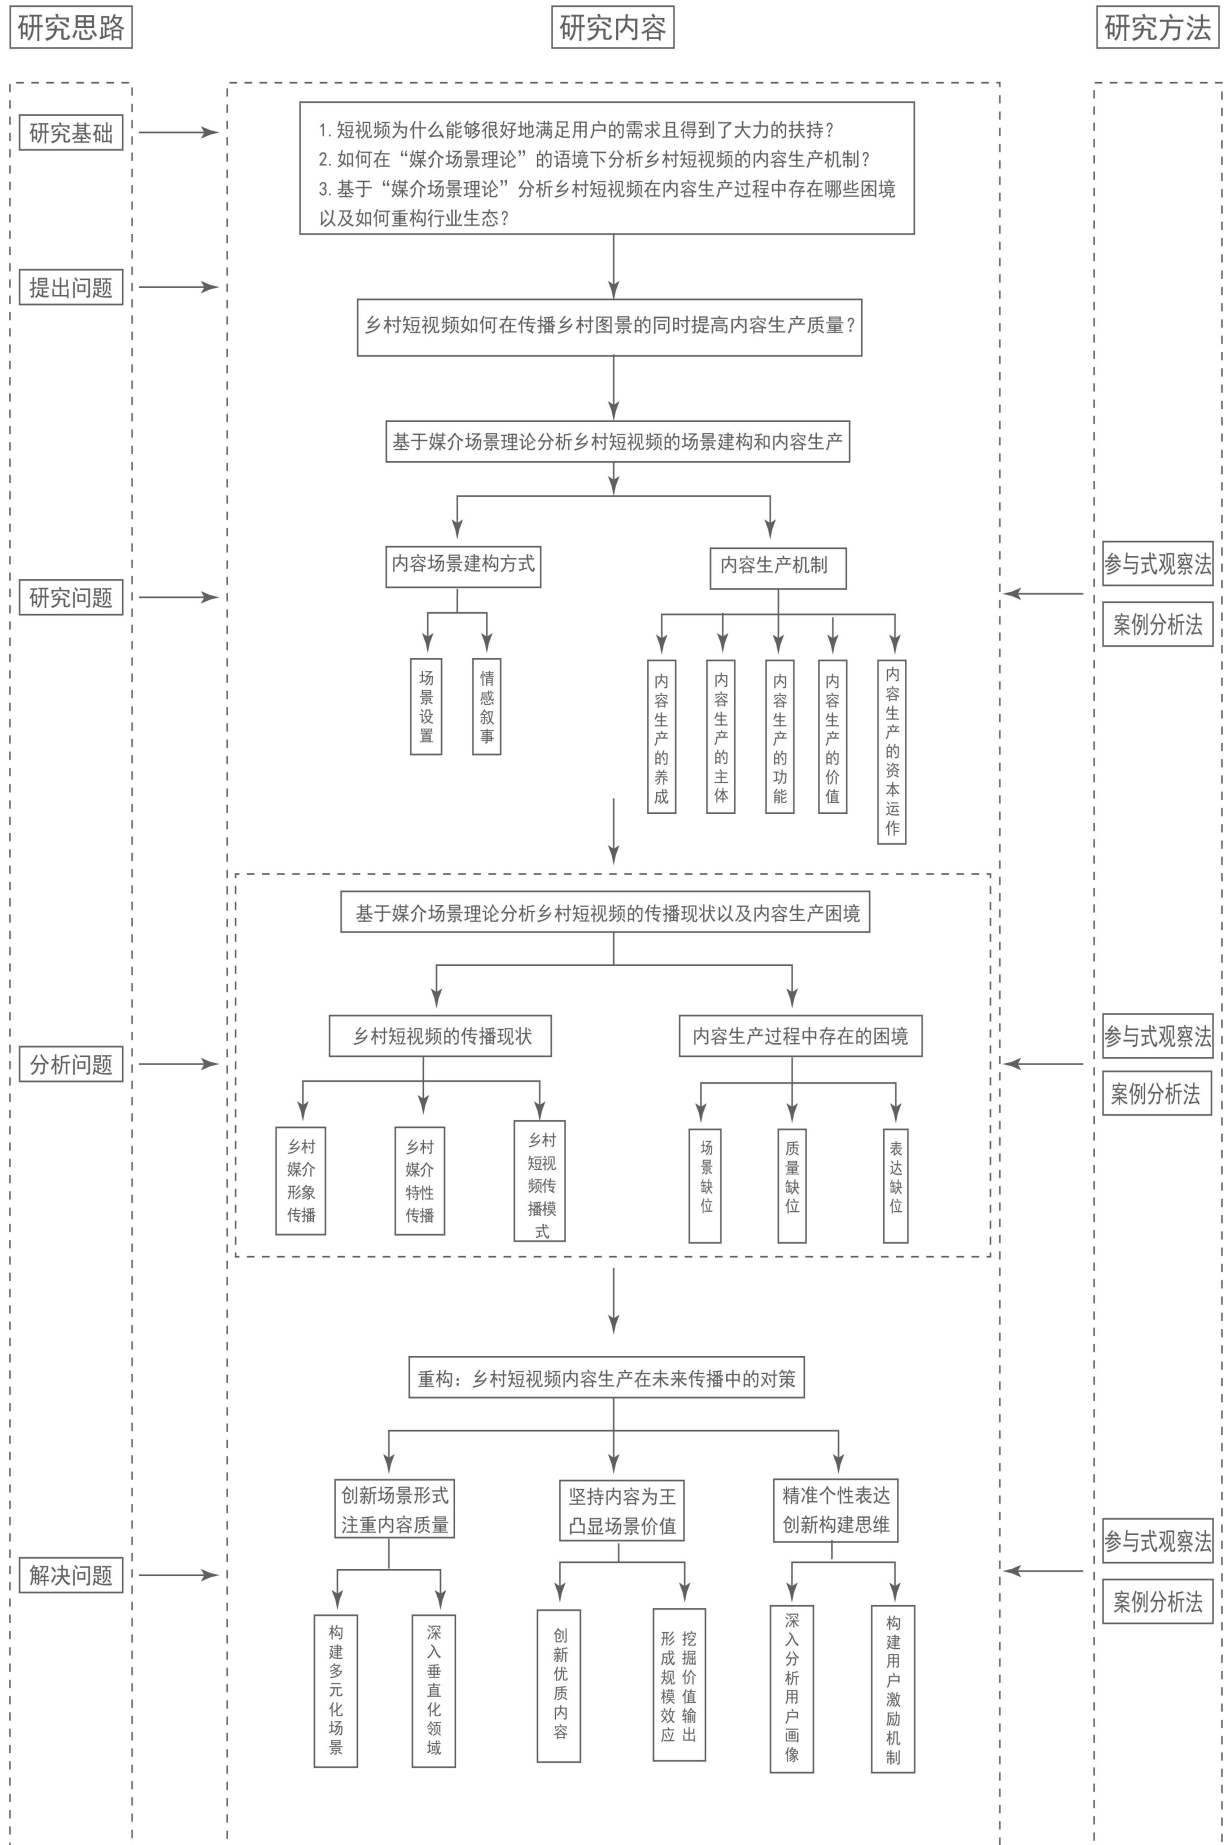 研究思路
研究内容
研究方法
研究基础
1. 短视频为什么能够很好地满足用户的需求且得到了大力的扶持？
2. 如何在“媒介场景理论”的语境下分析乡村短视频的内容生产机制？
3. 基于“媒介场景理论”分析乡村短视频在内容生产过程中存在哪些困境
以及如何重构行业生态？
提出问题
乡村短视频如何在传播乡村图景的同时提高内容生产质量？
基于媒介场景理论分析乡村短视频的场景建构和内容生产
研究问题
内容场景建构方式
内容生产机制
参与式观察法
案例分析法
场景设置
情感叙事
内容生产的养成
内容生产的主体
内容生产的功能
内容生产的价值
内容生产的资本运作
基于媒介场景理论分析乡村短视频的传播现状以及内容生产困境
分析问题
乡村短视频的传播现状
内容生产过程中存在的困境
参与式观察法
案例分析法
乡村
媒介
形象
传播
乡村
媒介
特性
传播
乡村
短视
频传
播模
式
场景缺位
质量缺位
表达缺位
重构：乡村短视频内容生产在未来传播中的对策
解决问题
创新场景形式
注重内容质量
坚持内容为王
凸显场景价值
精准个性表达
创新构建思维
参与式观察法
案例分析法
构建多元化场景
深入垂直化领域
创新优质内容
挖掘价值输出
形成规模效应
深入分析用户画像
构建用户激励机制